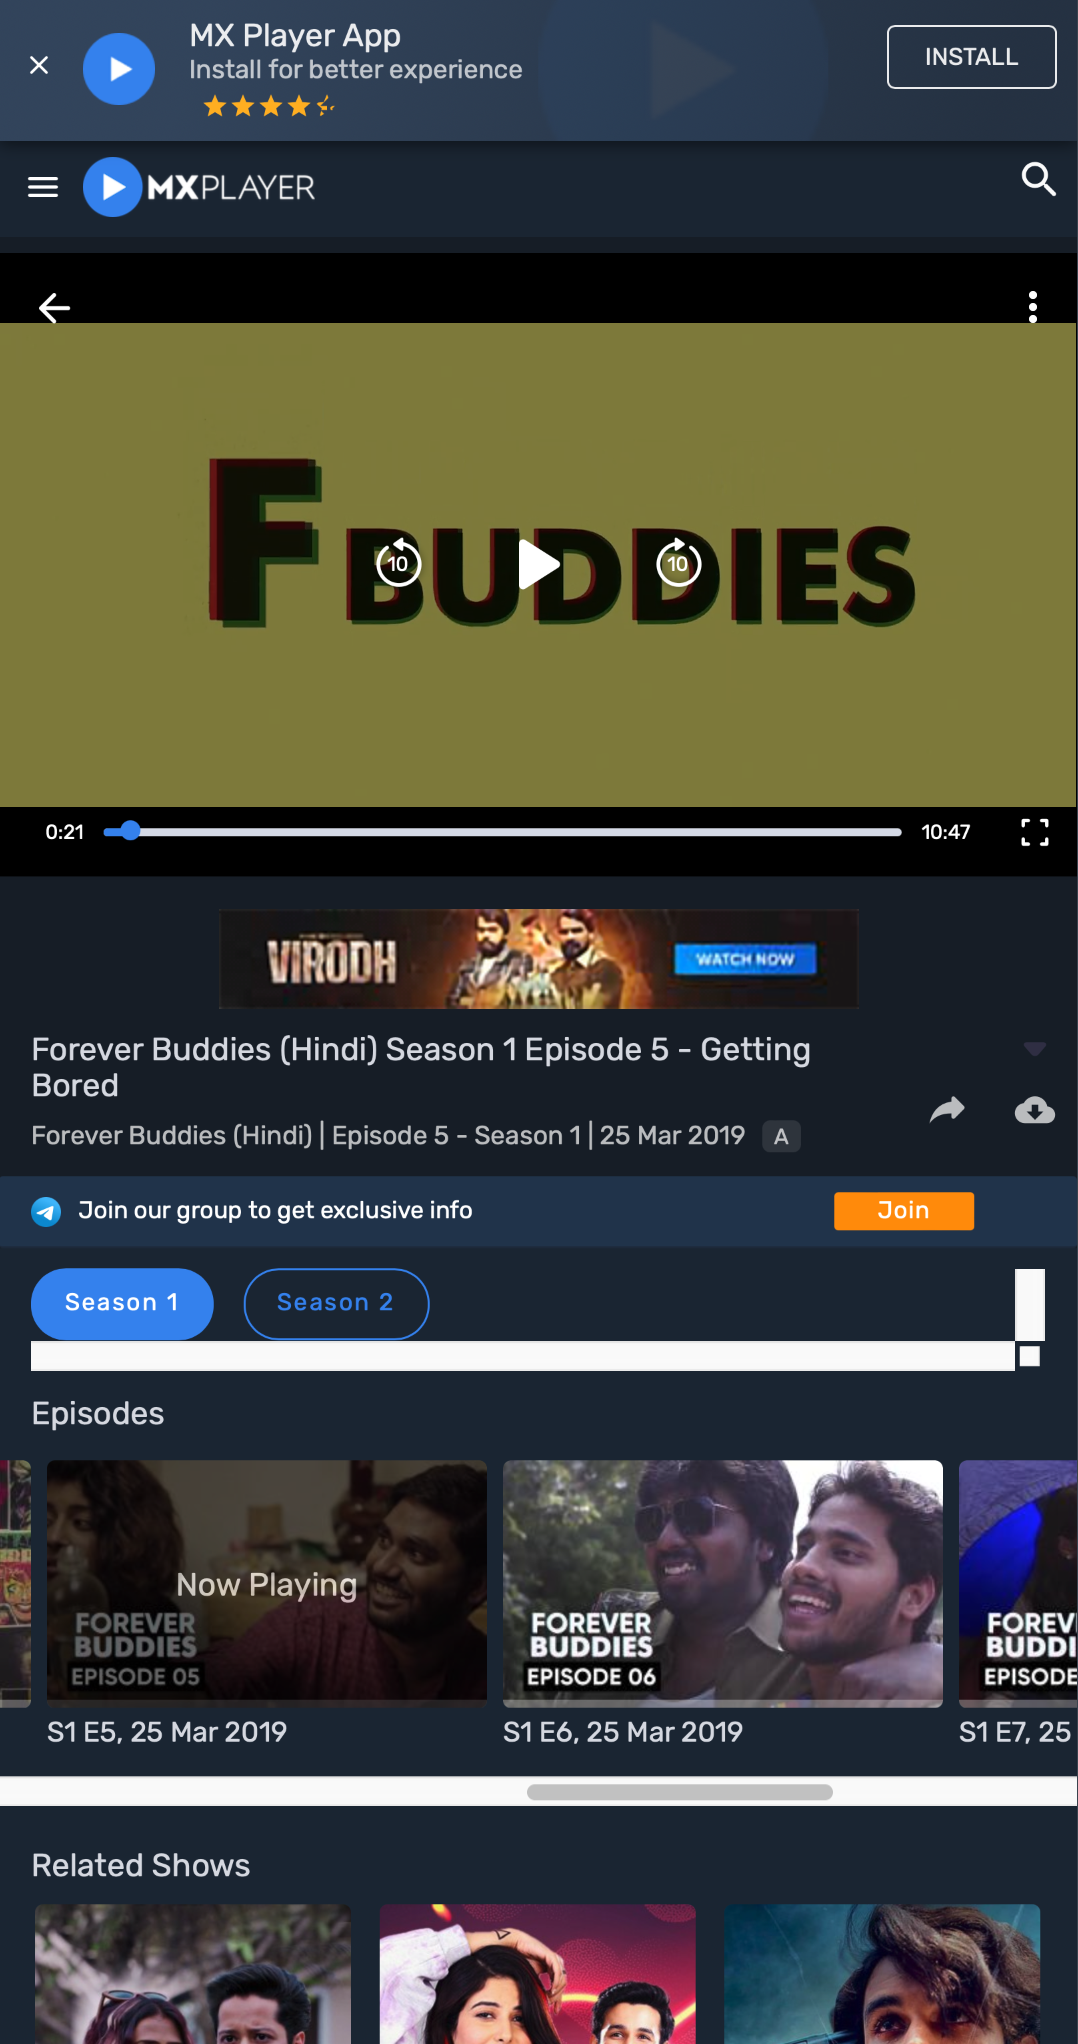 MX Player App
Install for better experience
INSTALL
MXPLAYER
F BUDDIES
10
10
0:21
10:47
VIRODH
WATCH NOW
Forever Buddies (Hindi) Season 1 Episode 5 - Getting
Bored
Forever Buddies (Hindi) | Episode 5 - Season 1 | 25 Mar 2019 A
Join our group to get exclusive info
Join
Season 1
Season 2
Episodes
Now Playing
FOREVER
BUDDIES
EPISODE 05
FOREVER
BUDDIES
EPISODE 06
FOREV
BUDDI
EPISODE
S1 E5, 25 Mar 2019
S1 E6, 25 Mar 2019
S1 E7, 25
Related Shows